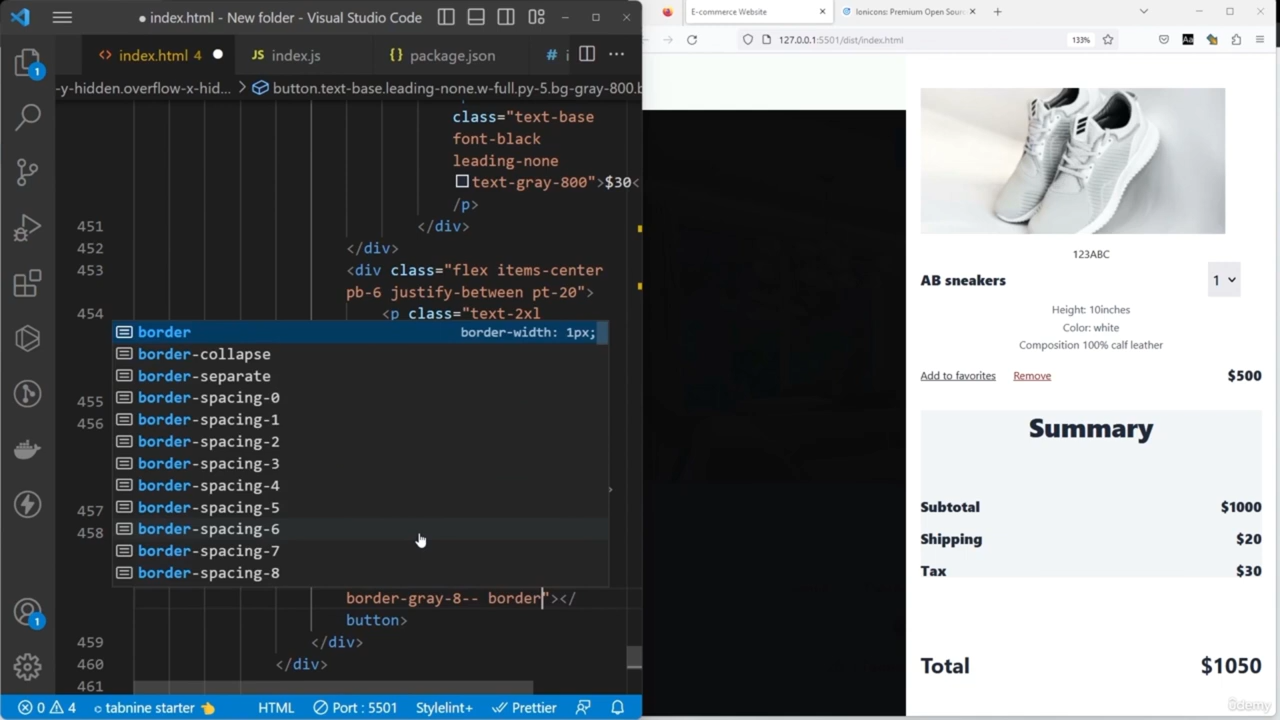 index.html - New folder - Visual Studio Code
index.html 4
JS index.js
{} package.json
# i
-y-hidden.overflow-x-hid... > button.text-base.leading-none.w-full.py-5.bg-gray-800.b
class="text-base
font-black
leading-none
text-gray-800">$30<
/p>
451 </div>
452 </div>
453 <div class="flex items-center
pb-6 justify-between pt-20">
454 <p class="text-2xl
border border-width: 1px;
border-collapse
border-separate
border-spacing-0
455
border-spacing-1
456
border-spacing-2
border-spacing-3
border-spacing-4
457
border-spacing-5
458
border-spacing-6
border-spacing-7
border-spacing-8
border-gray-8-- border"></
button>
459 </div>
460 </div>
461
1
1
0 4 tabnine starter HTML Port : 5501 Stylelint+ Prettier
E-commerce Website
Ionicons: Premium Open Sour
127.0.0.1:5501/dist/index.html
133%
Aa
123ABC
AB sneakers
1
Height: 10inches
Color: white
Composition 100% calf leather
Add to favorites Remove $500
Summary
Subtotal $1000
Shipping $20
Tax $30
Total $1050
ûdemy